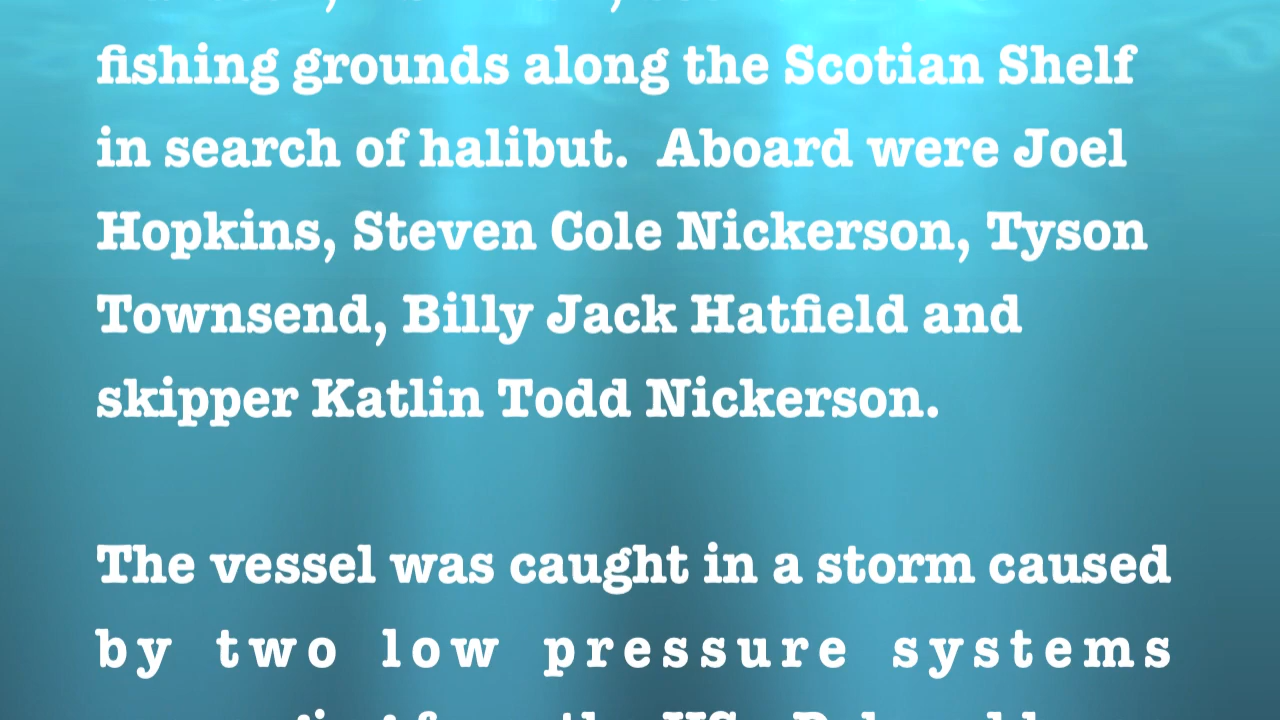 fishing grounds along the Scotian Shelf
in search of halibut.  Aboard were Joel
Hopkins, Steven Cole Nickerson, Tyson
Townsend, Billy Jack Hatfield and
skipper Katlin Todd Nickerson.
The vessel was caught in a storm caused
by two low pressure systems